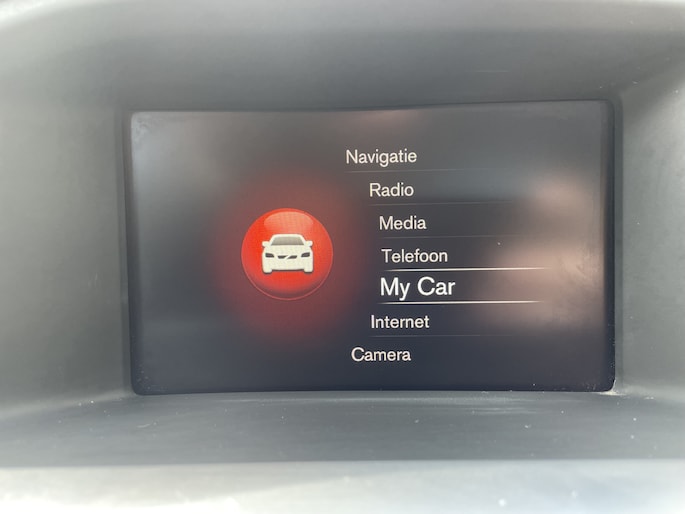 Navigatie
Radio
Media
Telefoon
My Car
Internet
Camera